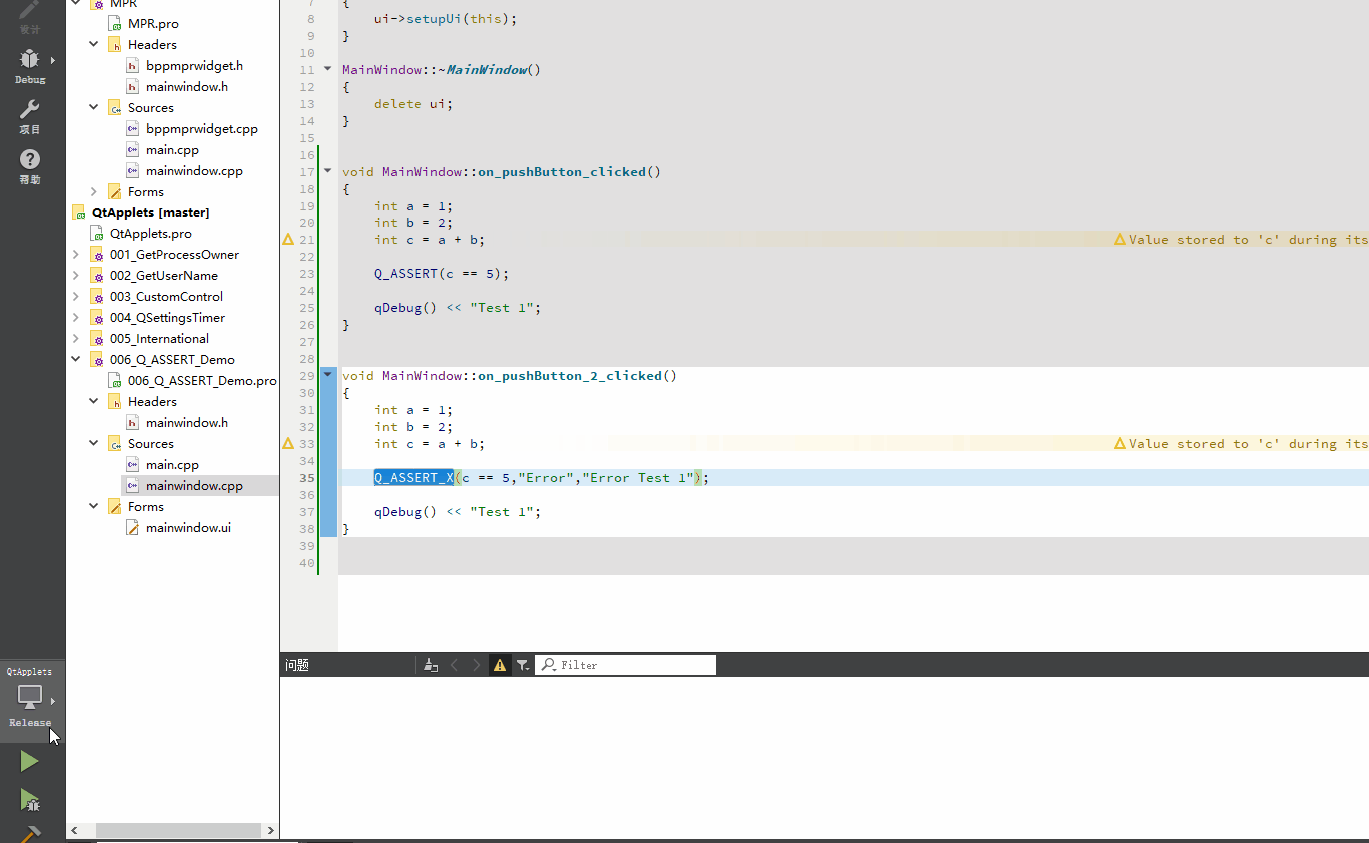 设计
Debug
项目
帮助
QtApplets
Release
MPR
MPR.pro
Headers
bppmprwidget.h
mainwindow.h
Sources
bppmprwidget.cpp
main.cpp
mainwindow.cpp
Forms
QtApplets [master]
QtApplets.pro
001_GetProcessOwner
002_GetUserName
003_CustomControl
004_QSettingsTimer
005_International
006_Q_ASSERT_Demo
006_Q_ASSERT_Demo.pro
Headers
mainwindow.h
Sources
main.cpp
mainwindow.cpp
Forms
mainwindow.ui
7 {
8 ui->setupUi(this);
9 }
10
11 MainWindow::~MainWindow()
12 {
13 delete ui;
14 }
15
16
17 void MainWindow::on_pushButton_clicked()
18 {
19 int a = 1;
20 int b = 2;
21 int c = a + b; Value stored to 'c' during its
22
23 Q_ASSERT(c == 5);
24
25 qDebug() << "Test 1";
26 }
27
28
29 void MainWindow::on_pushButton_2_clicked()
30 {
31 int a = 1;
32 int b = 2;
33 int c = a + b; Value stored to 'c' during its
34
35 Q_ASSERT_X(c == 5,"Error","Error Test 1");
36
37 qDebug() << "Test 1";
38 }
39
40
问题 Filter